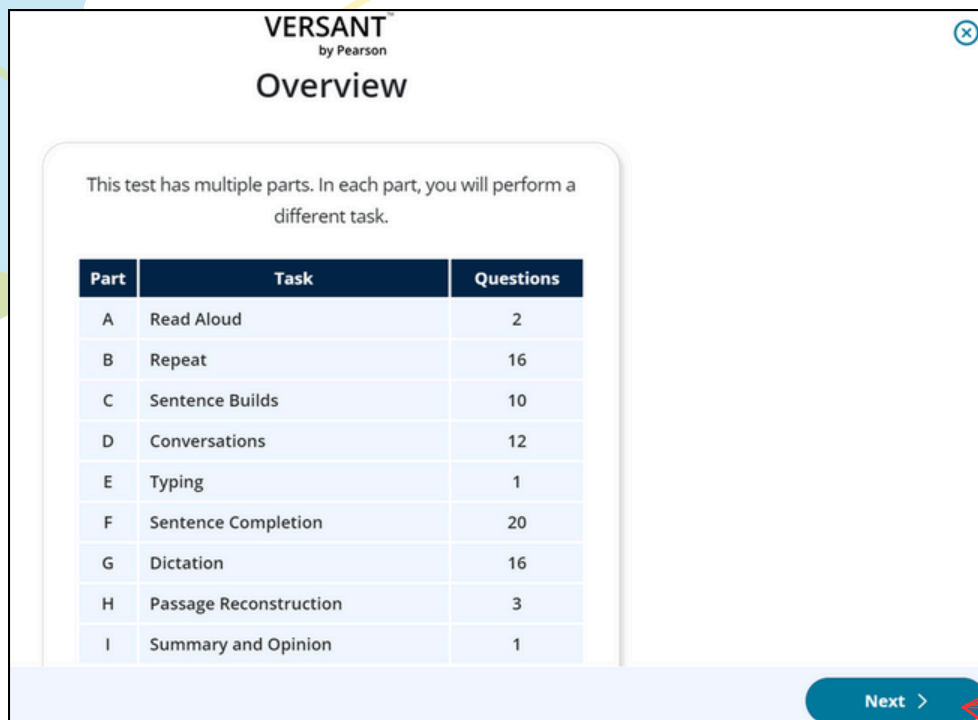 VERSANT™
by Pearson
Overview
This test has multiple parts. In each part, you will perform a
different task.
Part Task Questions
A Read Aloud 2
B Repeat 16
C Sentence Builds 10
D Conversations 12
E Typing 1
F Sentence Completion 20
G Dictation 16
H Passage Reconstruction 3
I Summary and Opinion 1
Next